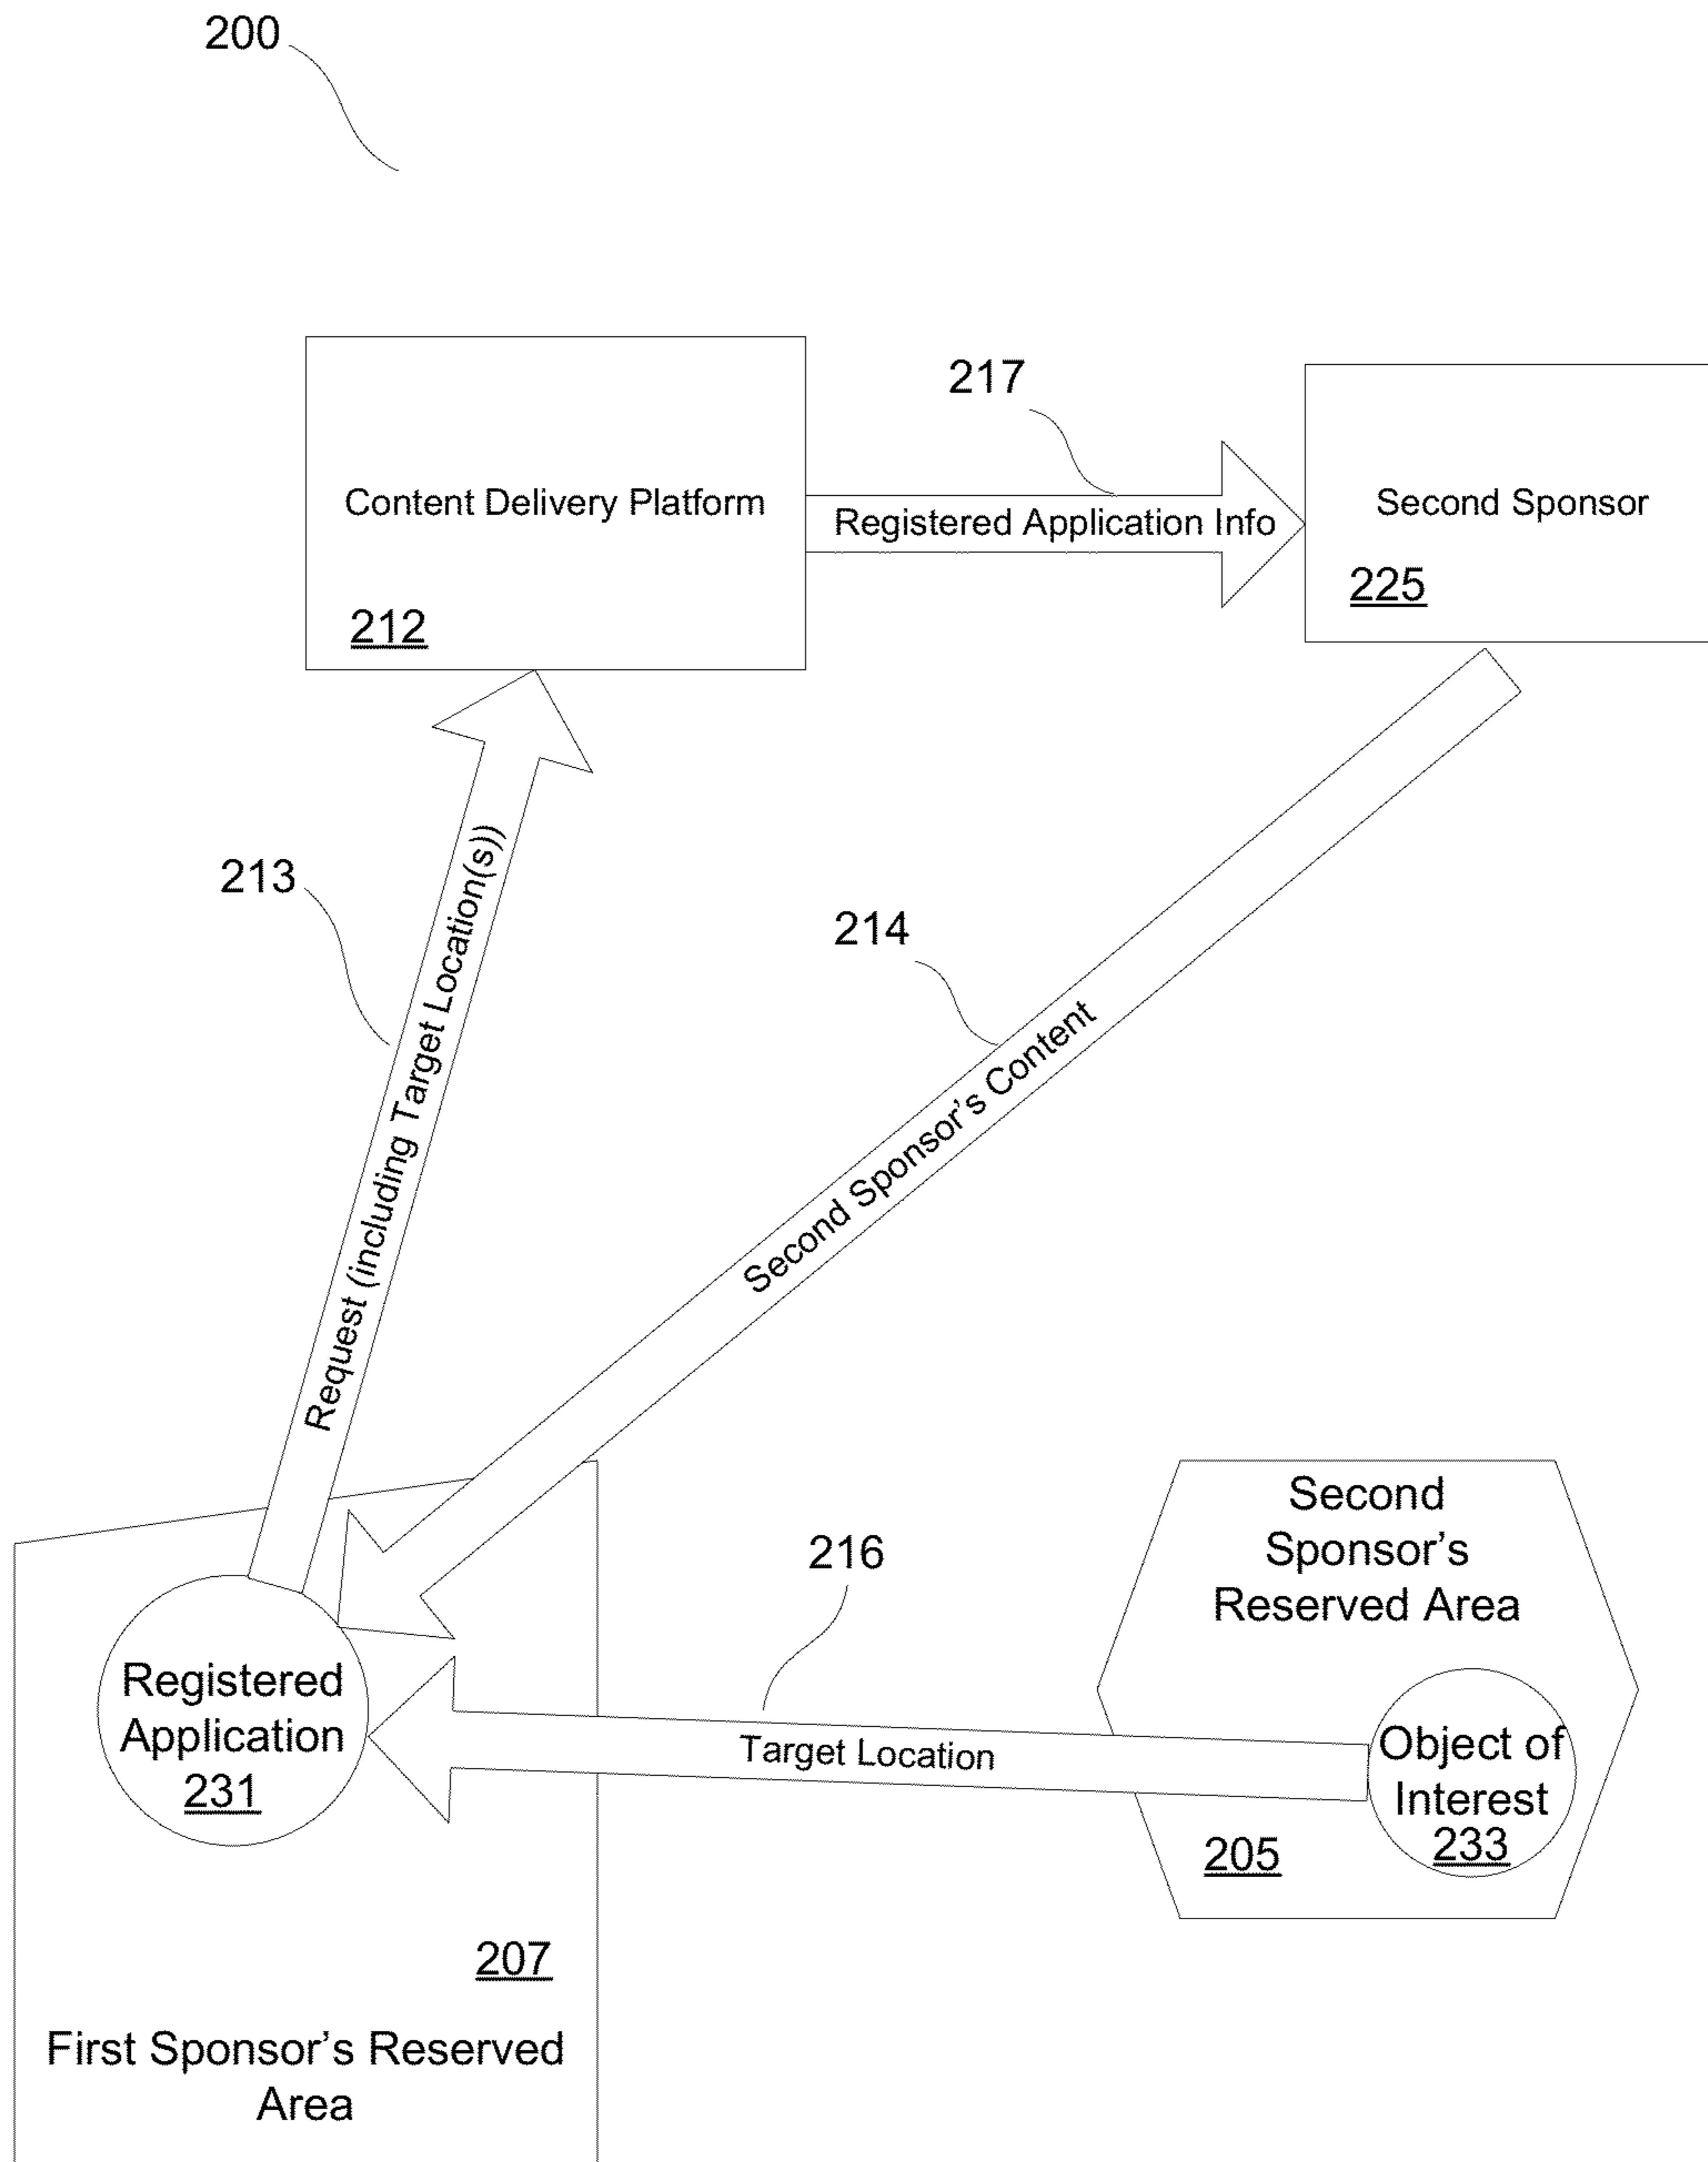 200
217
Content Delivery Platform
Registered Application Info
Second Sponsor
212
225
213
Request (including Target Location(s))
214
Second Sponsor's Content
216
Second
Sponsor's
Reserved Area
Registered
Application
231
Target Location
Object of
Interest
233
205
207
First Sponsor's Reserved
Area